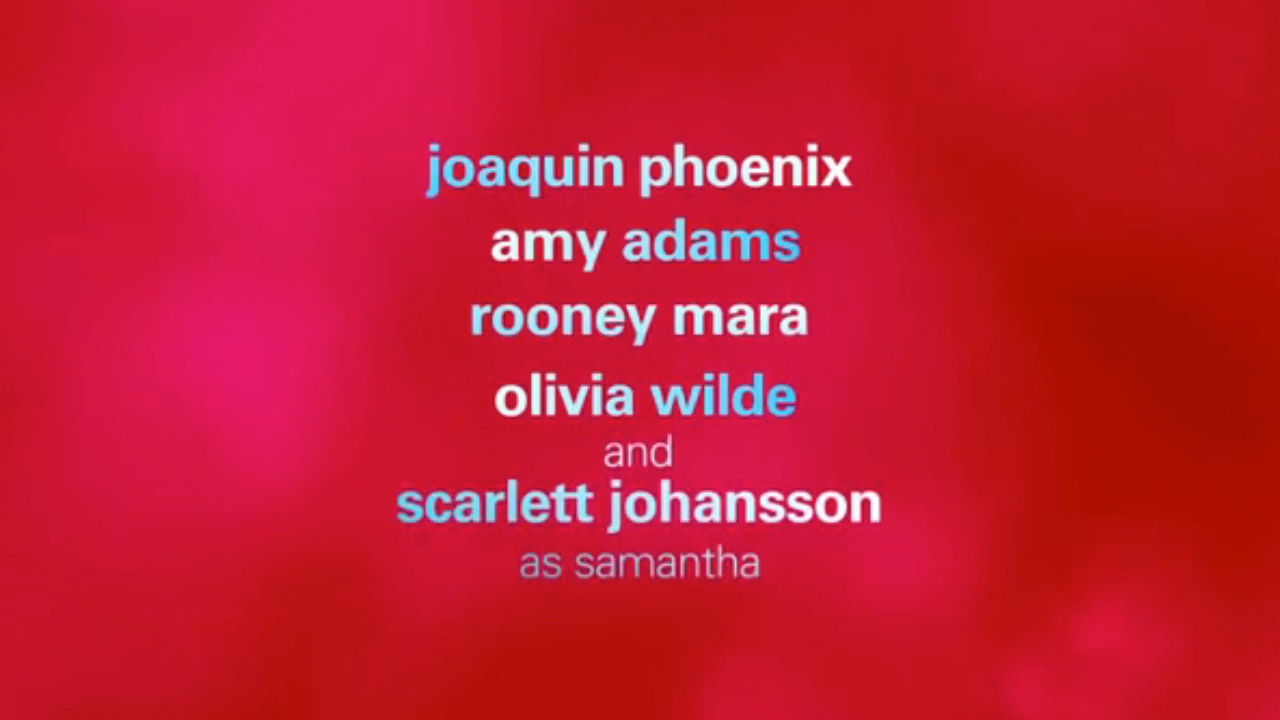 joaquin phoenix
amy adams
rooney mara
olivia wilde
and
scarlett johansson
as samantha